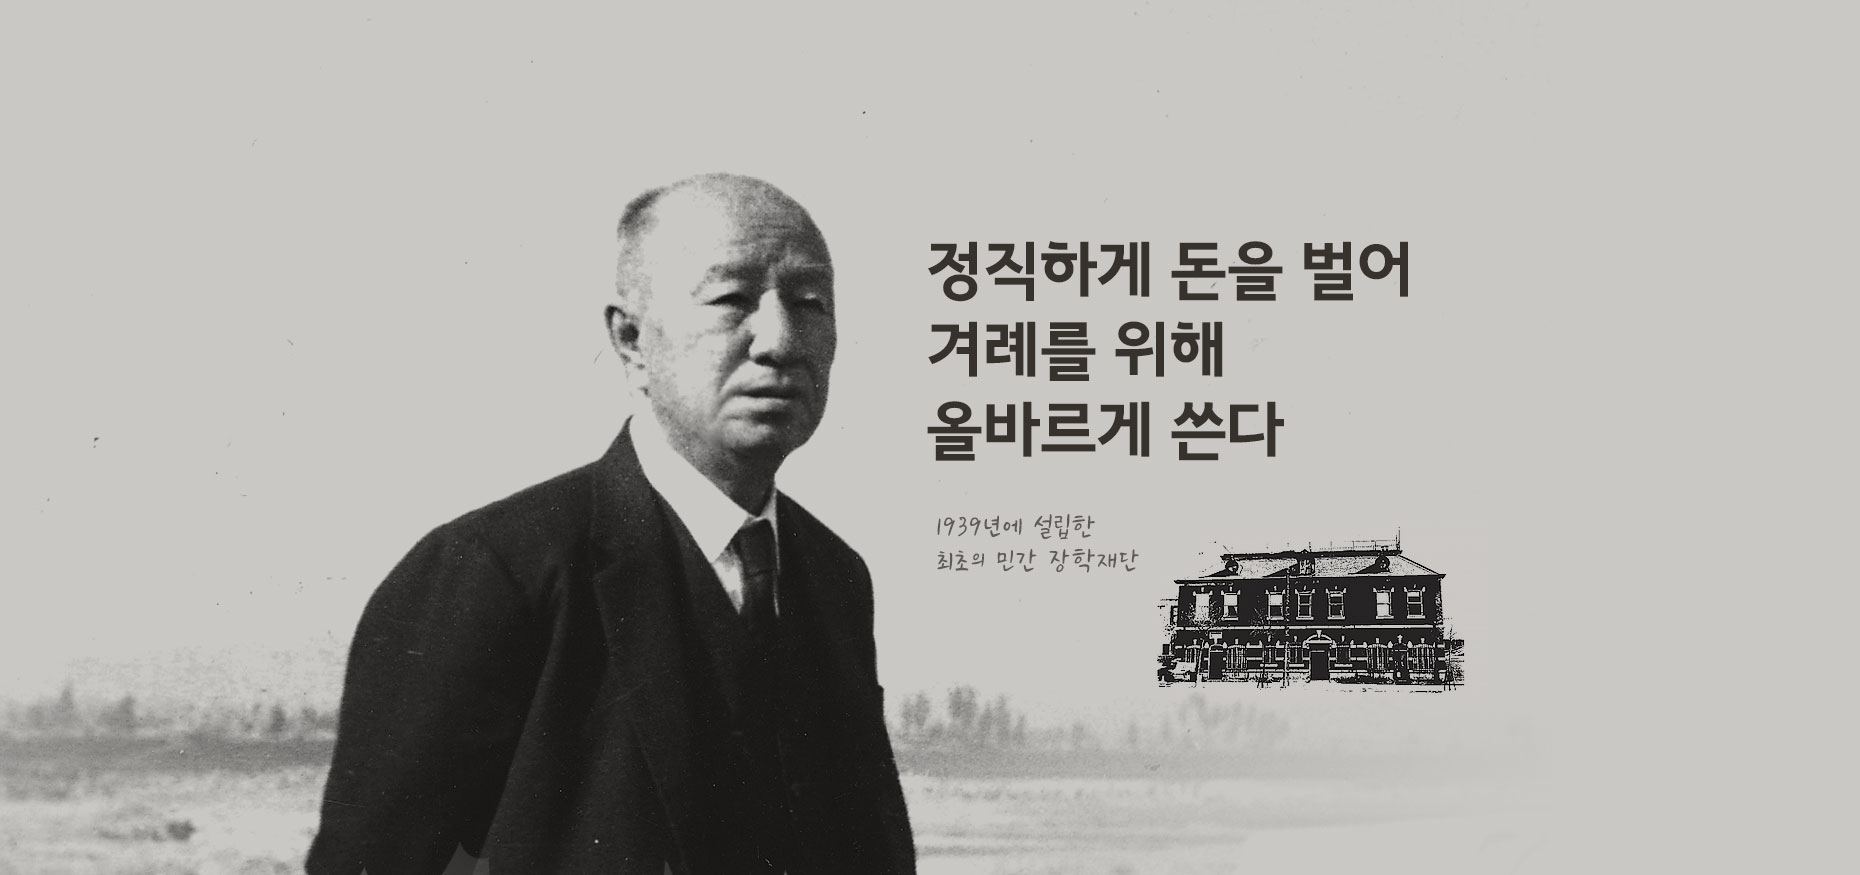 정직하게 돈을 벌어
겨레를 위해
올바르게 쓴다
1939년에 설립한
최초의 민간 장학재단